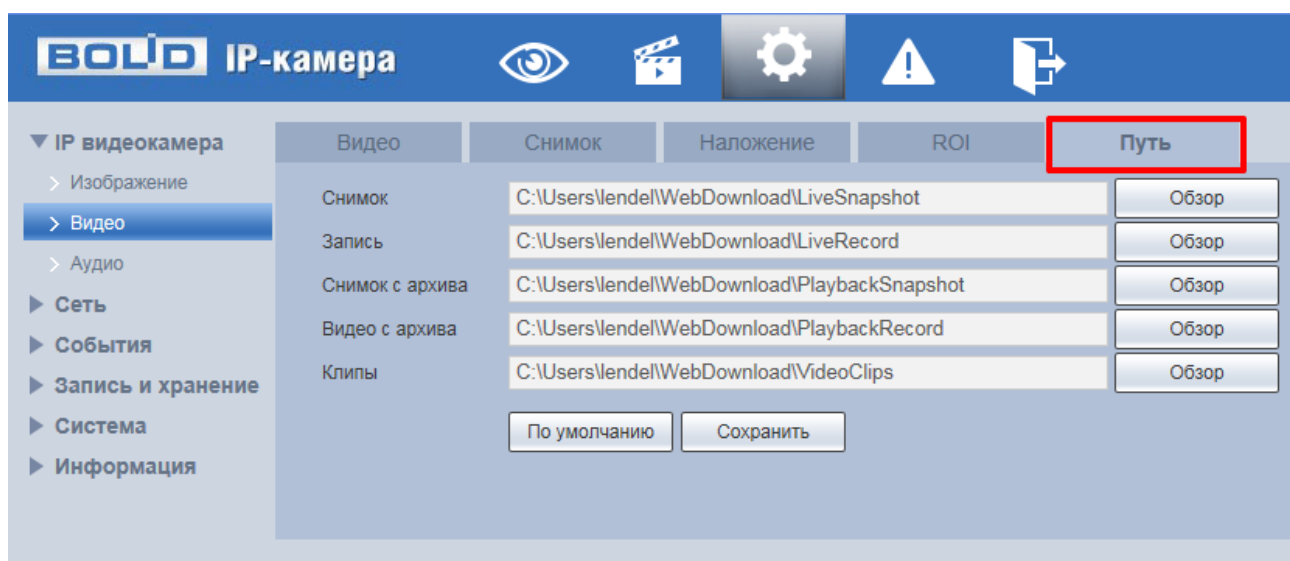 BOLID IP-камера
IP видеокамера
Изображение
Видео
Аудио
Сеть
События
Запись и хранение
Система
Информация
Видео Снимок Наложение ROI Путь
Снимок C:\Users\lendel\WebDownload\LiveSnapshot Обзор
Запись C:\Users\lendel\WebDownload\LiveRecord Обзор
Снимок с архива C:\Users\lendel\WebDownload\PlaybackSnapshot Обзор
Видео с архива C:\Users\lendel\WebDownload\PlaybackRecord Обзор
Клипы C:\Users\lendel\WebDownload\VideoClips Обзор
По умолчанию Сохранить